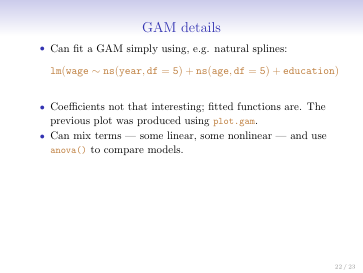 GAM details
• Can fit a GAM simply using, e.g. natural splines:
lm(wage ∼ ns(year, df = 5) + ns(age, df = 5) + education)
• Coefficients not that interesting; fitted functions are. The
previous plot was produced using plot.gam.
• Can mix terms — some linear, some nonlinear — and use
anova() to compare models.
22 / 23